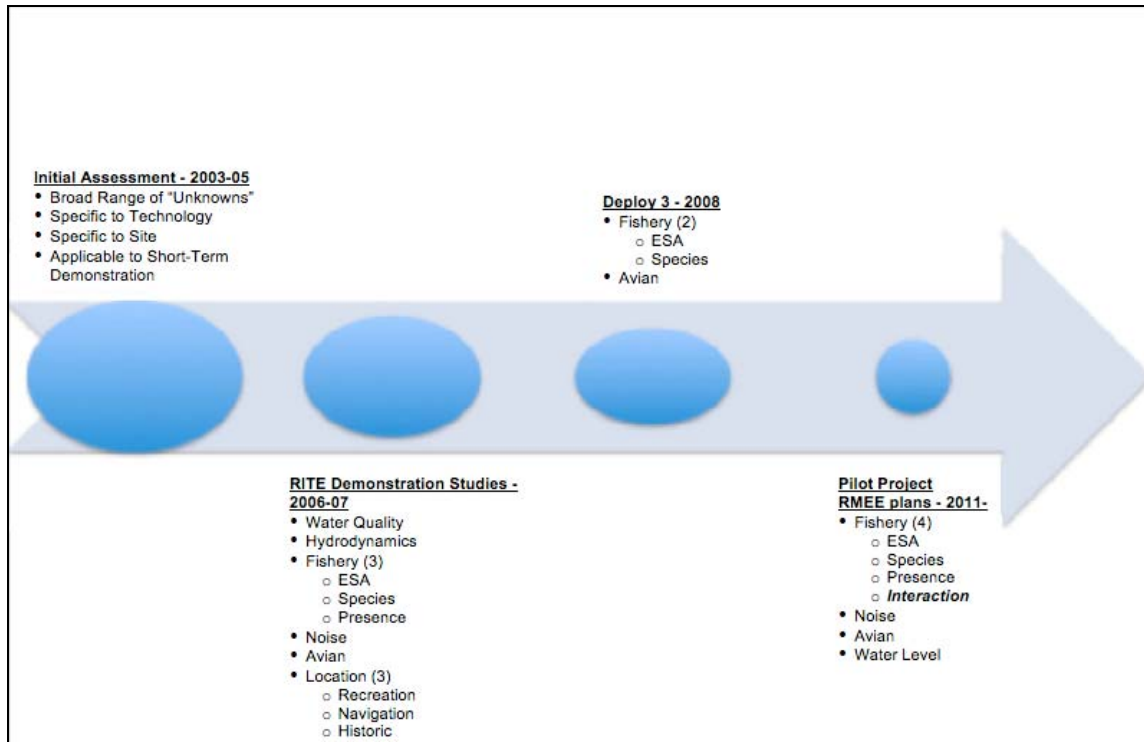 Initial Assessment - 2003-05
• Broad Range of “Unknowns”
• Specific to Technology
• Specific to Site
• Applicable to Short-Term
Demonstration
Deploy 3 - 2008
• Fishery (2)
o ESA
o Species
• Avian
RITE Demonstration Studies -
2006-07
• Water Quality
• Hydrodynamics
• Fishery (3)
o ESA
o Species
o Presence
• Noise
• Avian
• Location (3)
o Recreation
o Navigation
o Historic
Pilot Project
RMEE plans - 2011-
• Fishery (4)
o ESA
o Species
o Presence
o Interaction
• Noise
• Avian
• Water Level